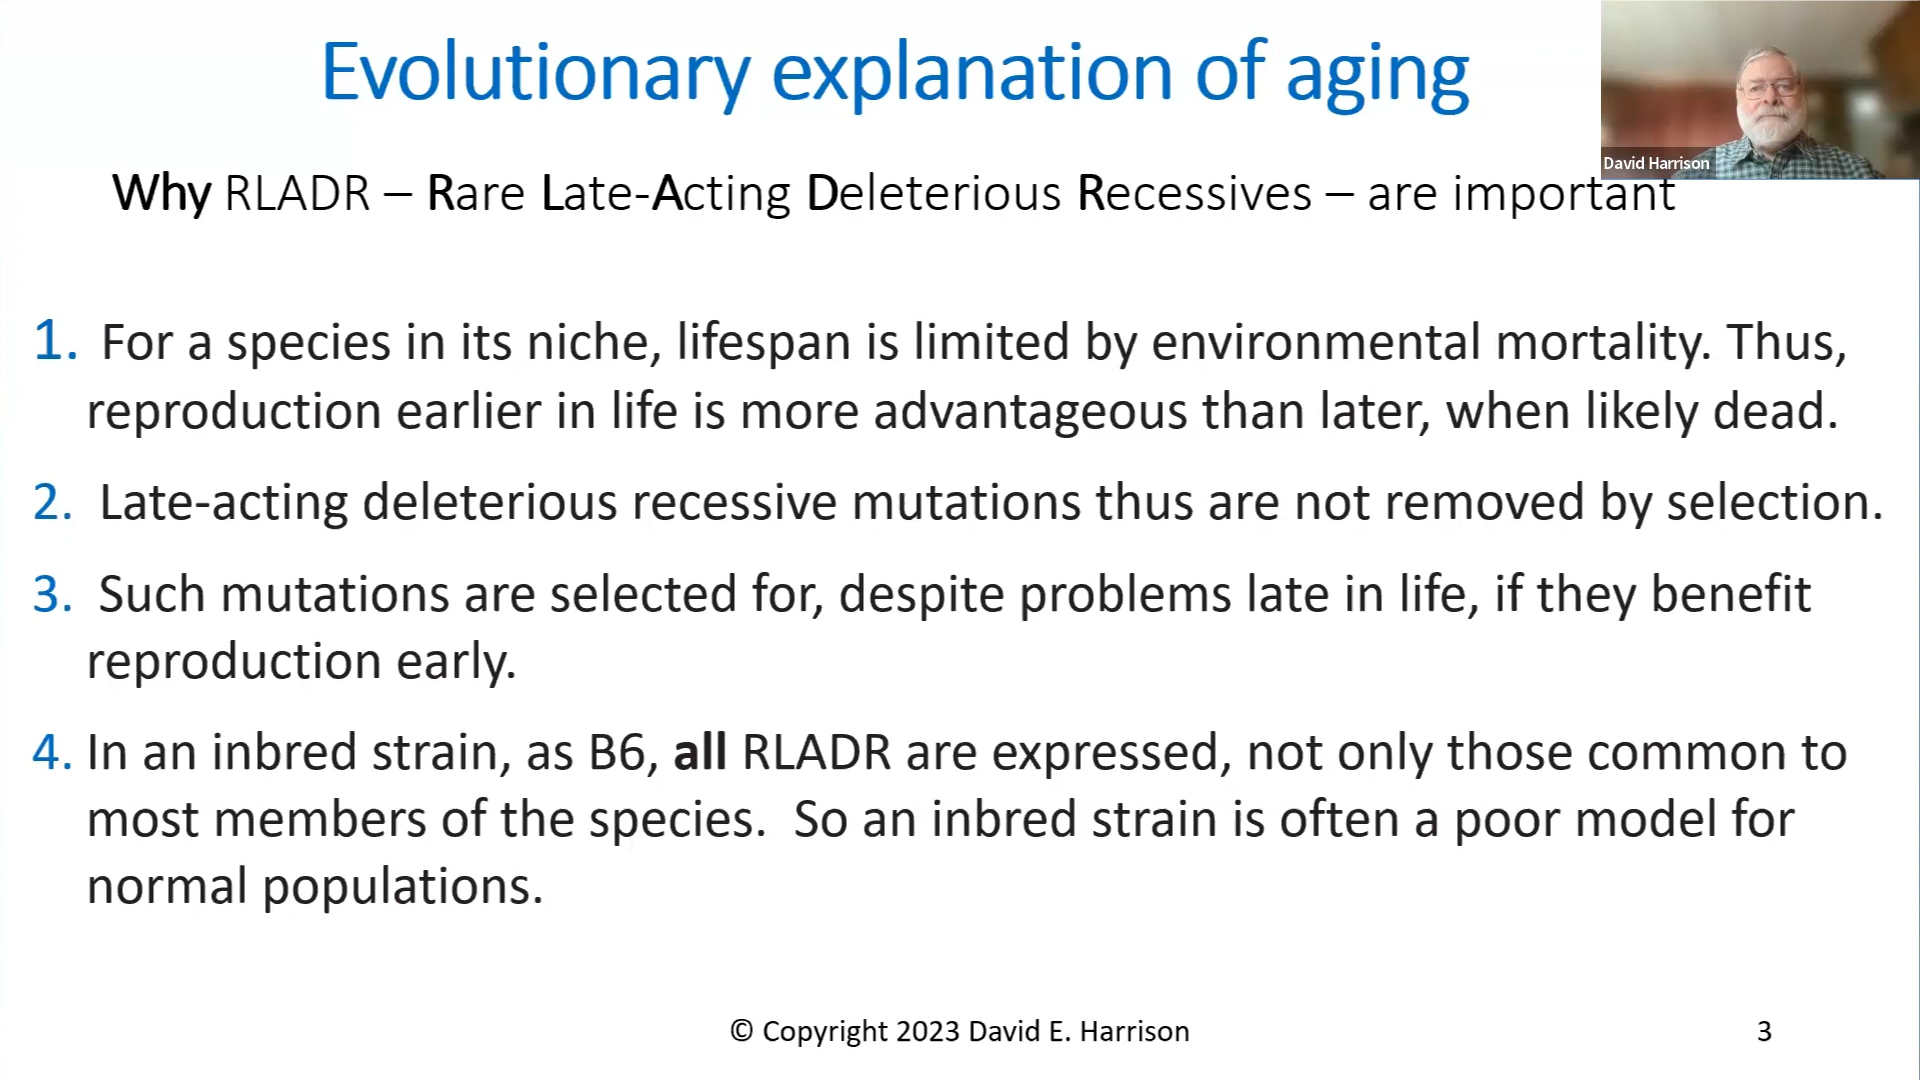 Evolutionary explanation of aging
David Harrison
Why RLADR – Rare Late-Acting Deleterious Recessives – are important
1. For a species in its niche, lifespan is limited by environmental mortality. Thus,
reproduction earlier in life is more advantageous than later, when likely dead.
2. Late-acting deleterious recessive mutations thus are not removed by selection.
3. Such mutations are selected for, despite problems late in life, if they benefit
reproduction early.
4. In an inbred strain, as B6, all RLADR are expressed, not only those common to
most members of the species. So an inbred strain is often a poor model for
normal populations.
© Copyright 2023 David E. Harrison
3